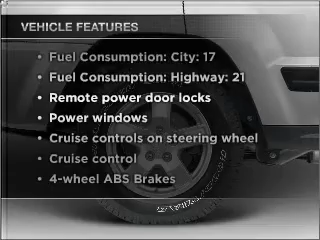 VEHICLE FEATURES
• Fuel Consumption: City: 17
• Fuel Consumption: Highway: 21
• Remote power door locks
• Power windows
• Cruise controls on steering wheel
• Cruise control
• 4-wheel ABS Brakes